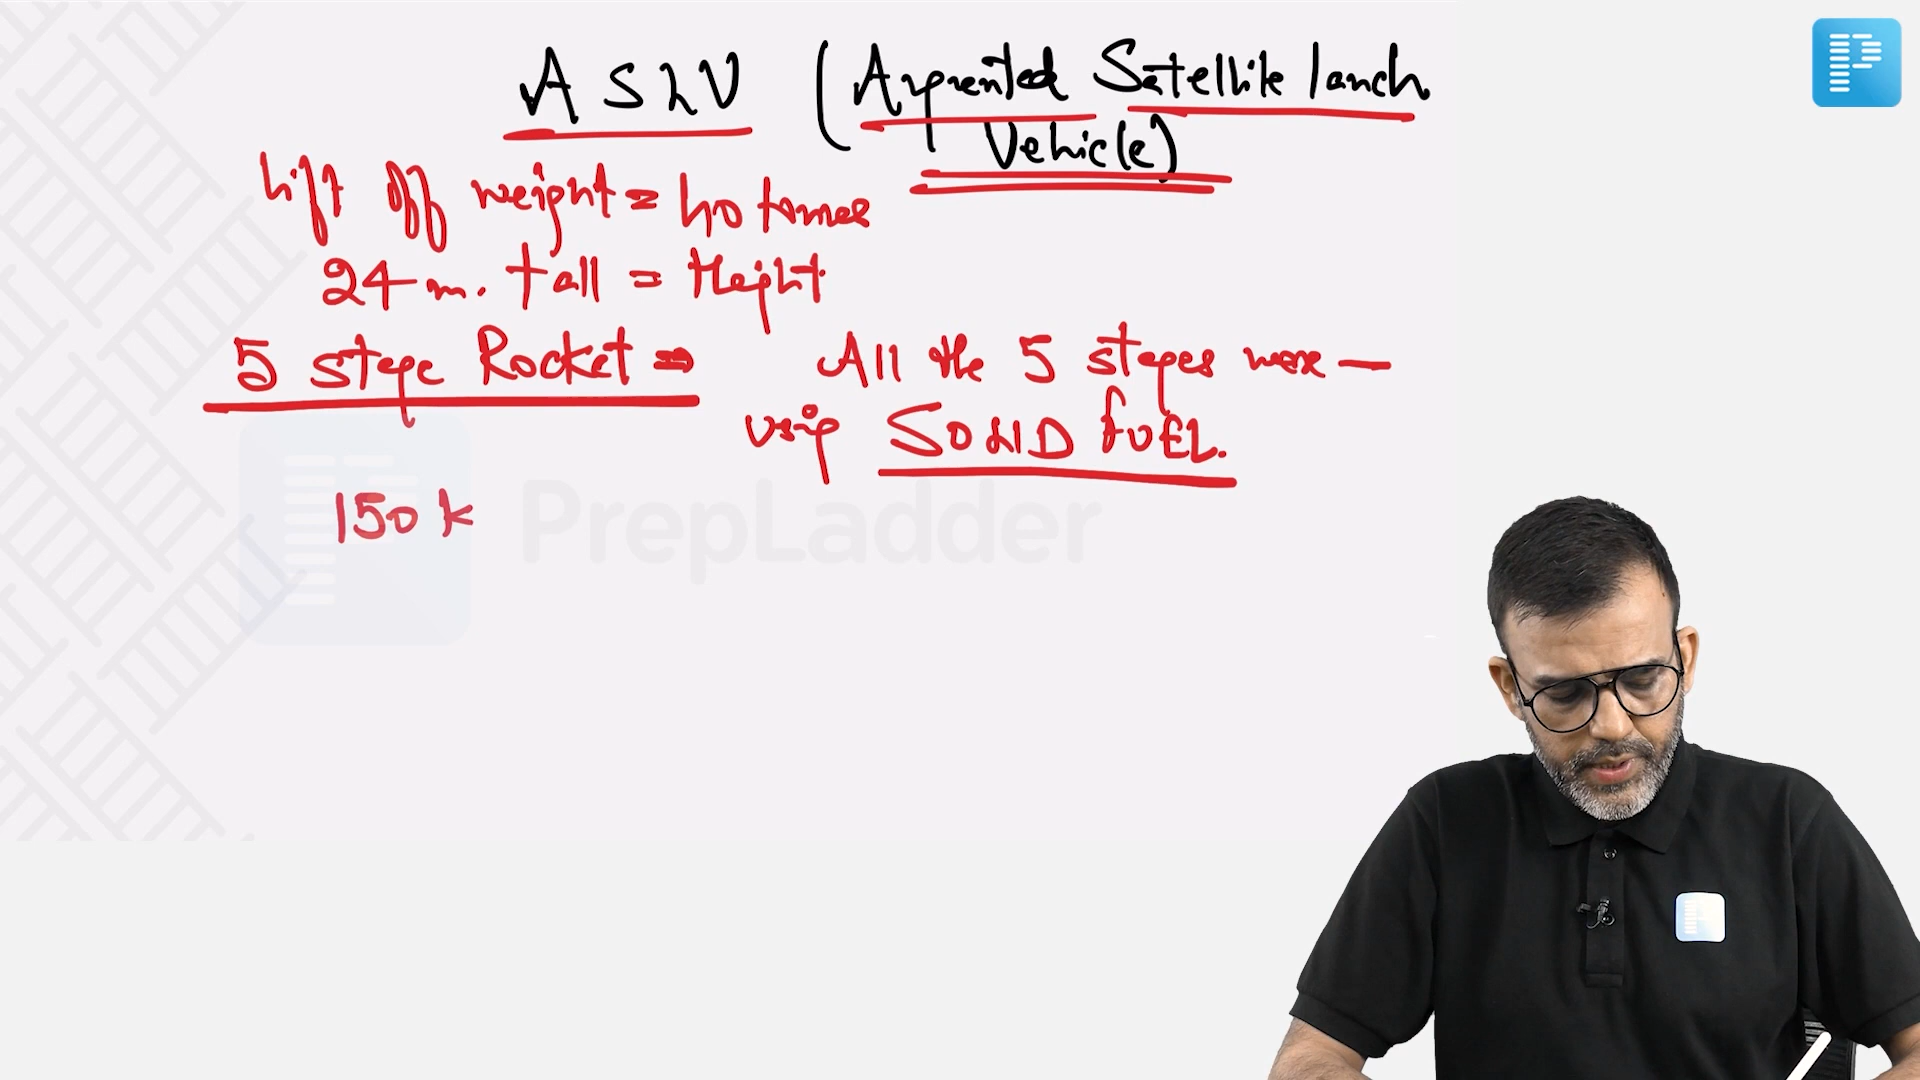 ASLV (Augmented Satellite lanch
Vehicle)
Lift off weight = 40 tonnes
24 m. tall = Height
5 stage Rocket ⇒ All the 5 stages were —
using SOLID fUEL.
150 k
PrepLadder